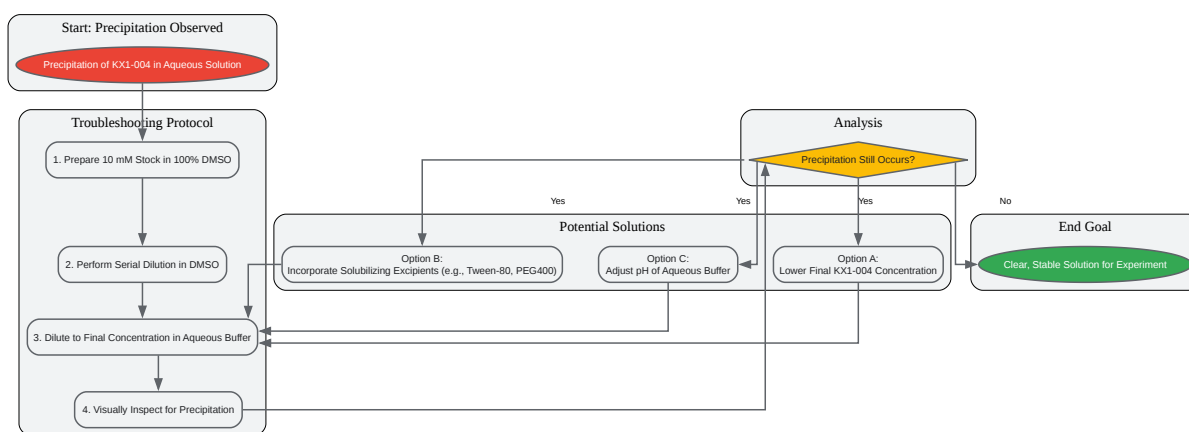 Start: Precipitation Observed
Precipitation of KX1-004 in Aqueous Solution
Troubleshooting Protocol
1. Prepare 10 mM Stock in 100% DMSO
2. Perform Serial Dilution in DMSO
3. Dilute to Final Concentration in Aqueous Buffer
4. Visually Inspect for Precipitation
Analysis
Precipitation Still Occurs?
Yes
Yes
Yes
No
Potential Solutions
Option B:
Incorporate Solubilizing Excipients (e.g., Tween-80, PEG400)
Option C:
Adjust pH of Aqueous Buffer
Option A:
Lower Final KX1-004 Concentration
End Goal
Clear, Stable Solution for Experiment